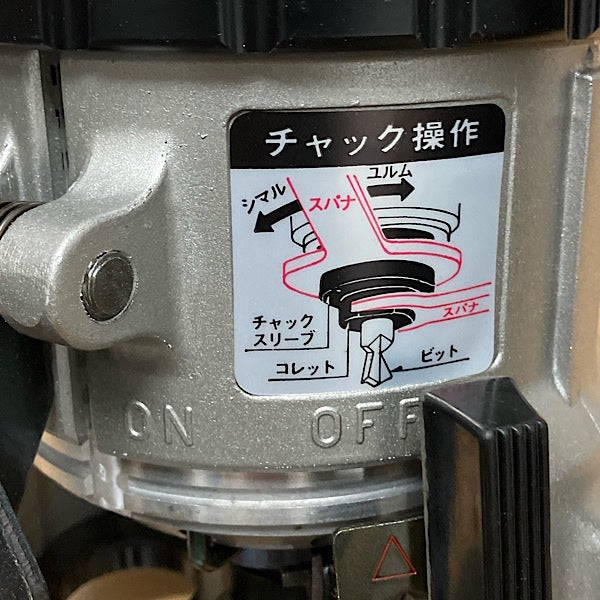 チャック操作
シマル
スパナ
ユルム
スパナ
チャック
スリーブ
コレット
ビット
ON OFF